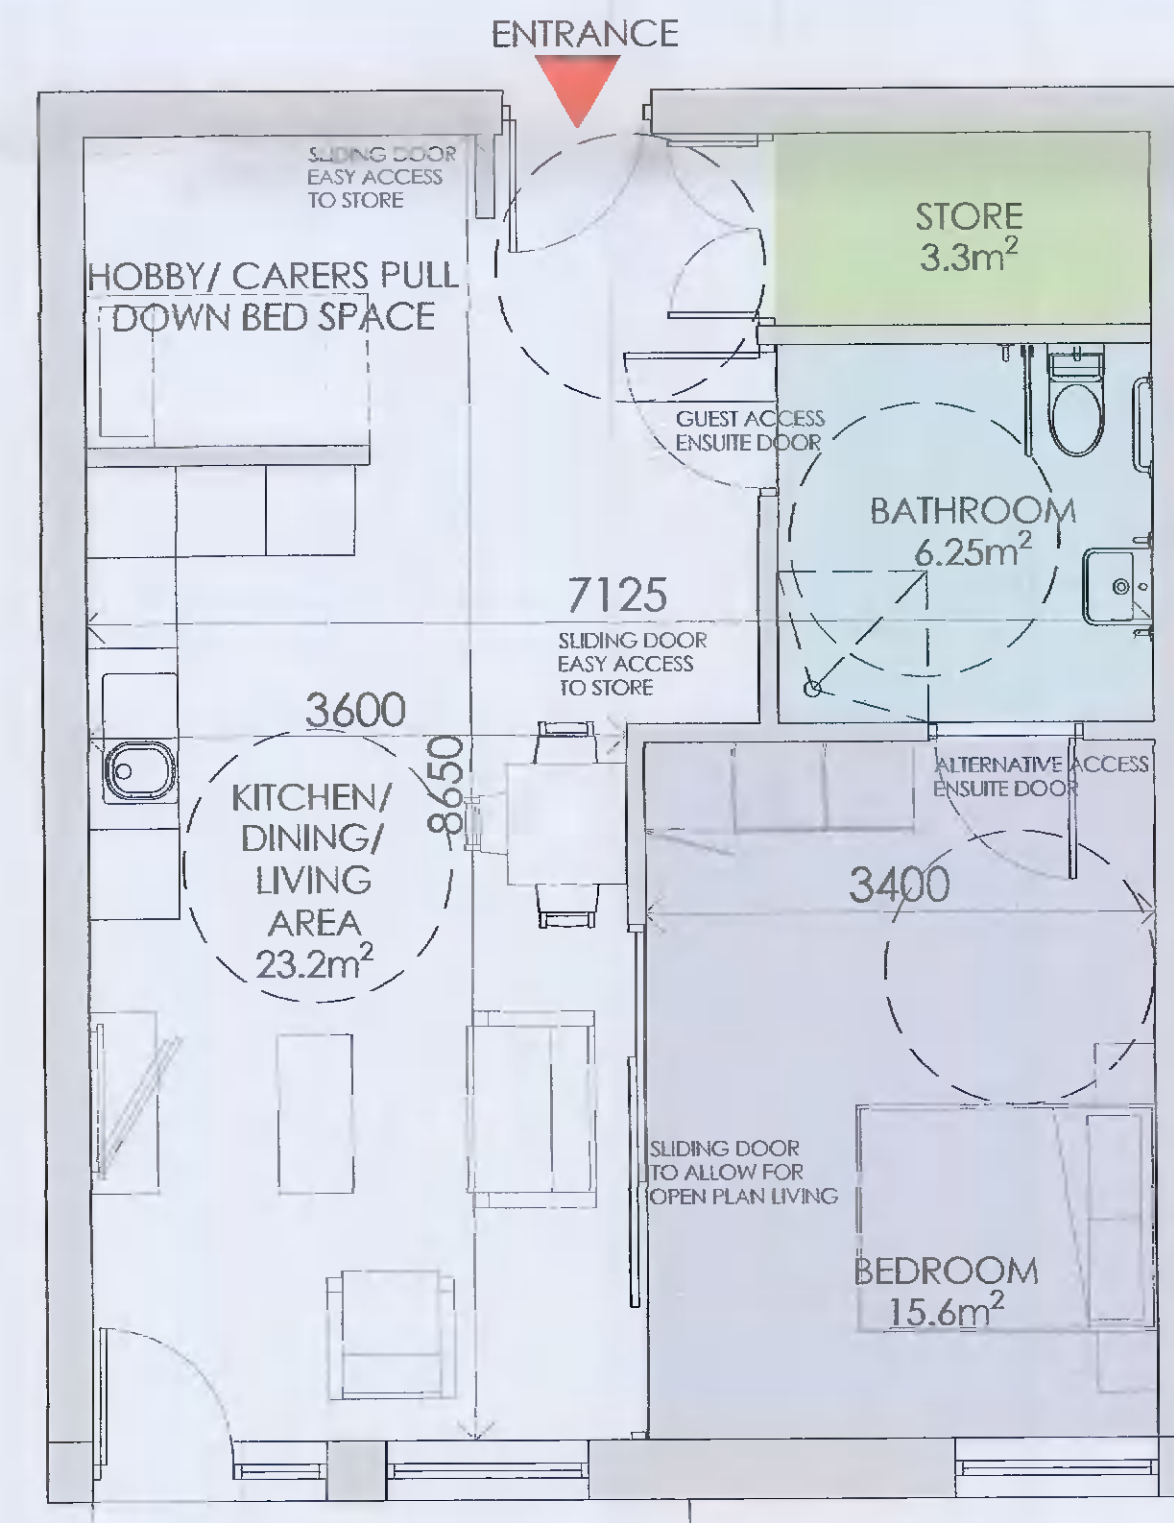 ENTRANCE
SLIDING DOOR
EASY ACCESS
TO STORE
STORE
3.3m²
HOBBY/ CARERS PULL
DOWN BED SPACE
GUEST ACCESS
ENSUITE DOOR
BATHROOM
6.25m²
7125
SLIDING DOOR
EASY ACCESS
TO STORE
3600
8650
KITCHEN/
DINING/
LIVING
AREA
23.2m²
ALTERNATIVE ACCESS
ENSUITE DOOR
3400
SLIDING DOOR
TO ALLOW FOR
OPEN PLAN LIVING
BEDROOM
15.6m²